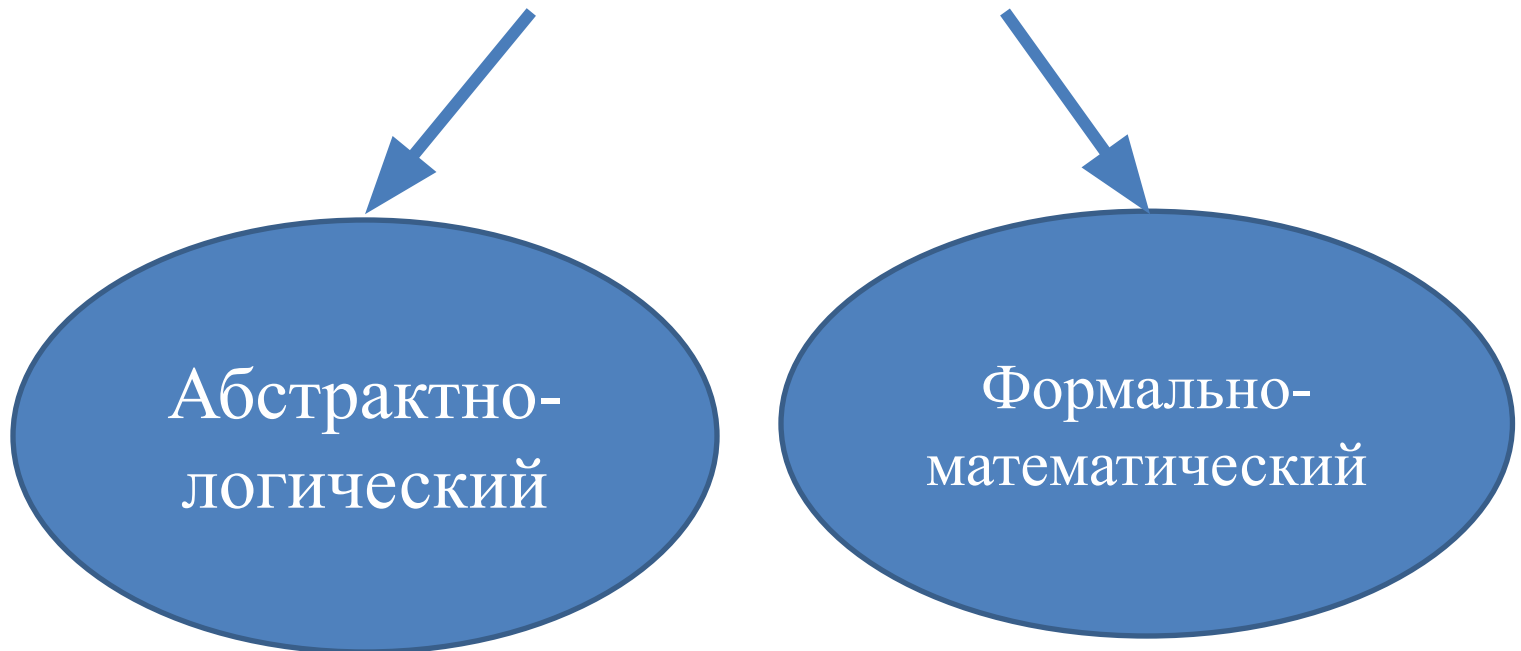 Абстрактно-
логический
Формально-
математический